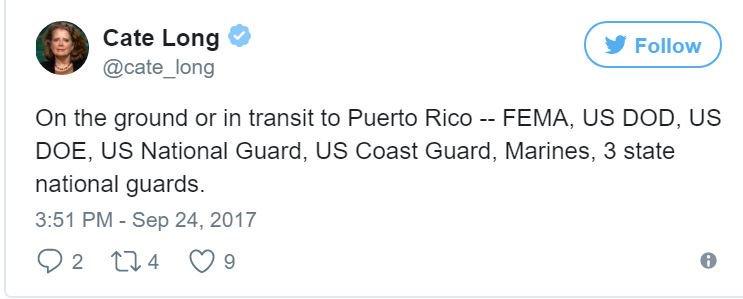 Cate Long
Follow
@cate_long
On the ground or in transit to Puerto Rico -- FEMA, US DOD, US
DOE, US National Guard, US Coast Guard, Marines, 3 state
national guards.
3:51 PM - Sep 24, 2017
2 4 9